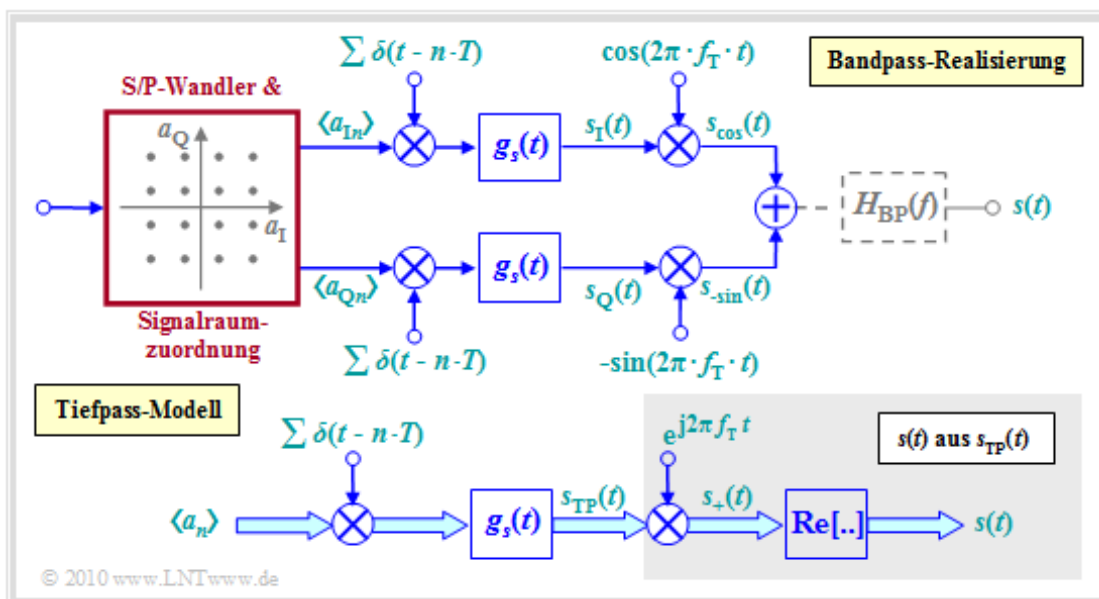 ∑ δ(t - n·T)
cos(2π · f_T · t)
Bandpass-Realisierung
S/P-Wandler &
a_Q
a_I
Signalraum-
zuordnung
⟨a_In⟩
g_s(t)
s_I(t)
s_cos(t)
H_BP(f)
s(t)
⟨a_Qn⟩
g_s(t)
s_Q(t)
s_-sin(t)
∑ δ(t - n·T)
-sin(2π · f_T · t)
Tiefpass-Modell
∑ δ(t - n·T)
e^j2π f_T t
s(t) aus s_TP(t)
⟨a_n⟩
g_s(t)
s_TP(t)
s_+(t)
Re[..]
s(t)
© 2010 www.LNTwww.de